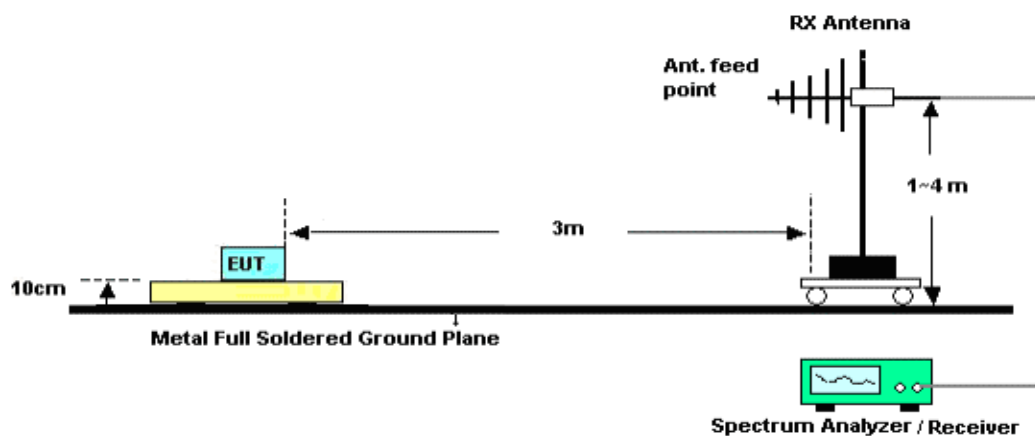 RX Antenna
Ant. feed
point
1~4 m
3m
EUT
10cm
Metal Full Soldered Ground Plane
Spectrum Analyzer / Receiver